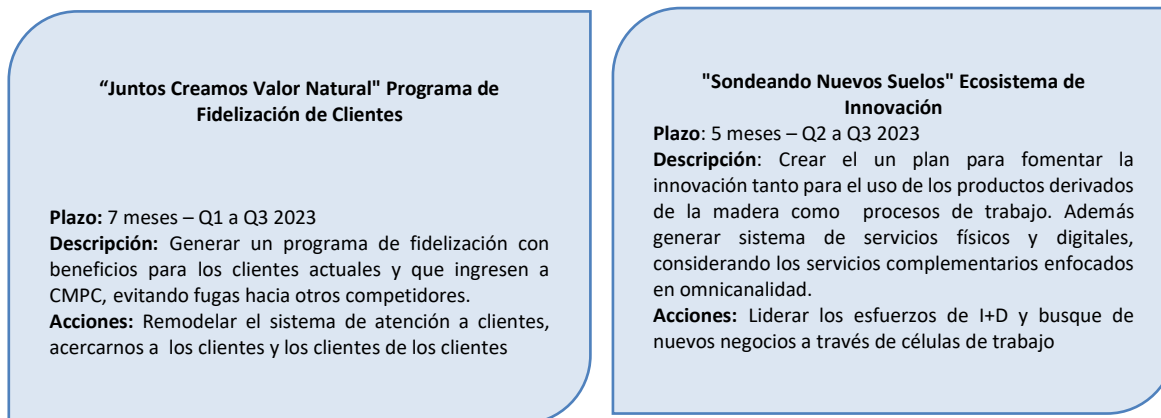 “Juntos Creamos Valor Natural" Programa de
Fidelización de Clientes
Plazo: 7 meses – Q1 a Q3 2023
Descripción: Generar un programa de fidelización con
beneficios para los clientes actuales y que ingresen a
CMPC, evitando fugas hacia otros competidores.
Acciones: Remodelar el sistema de atención a clientes,
acercarnos a los clientes y los clientes de los clientes
"Sondeando Nuevos Suelos" Ecosistema de
Innovación
Plazo: 5 meses – Q2 a Q3 2023
Descripción: Crear el un plan para fomentar la
innovación tanto para el uso de los productos derivados
de la madera como procesos de trabajo. Además
generar sistema de servicios físicos y digitales,
considerando los servicios complementarios enfocados
en omnicanalidad.
Acciones: Liderar los esfuerzos de I+D y busque de
nuevos negocios a través de células de trabajo